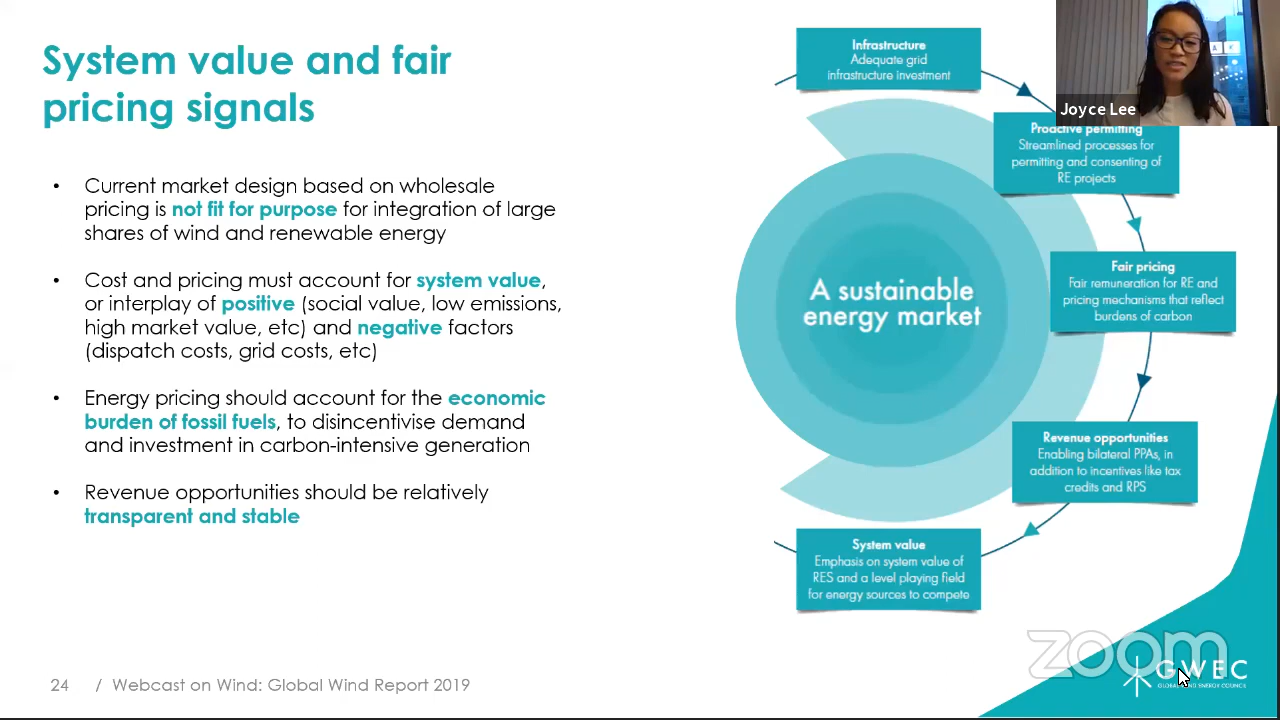 System value and fair
pricing signals
• Current market design based on wholesale
pricing is not fit for purpose for integration of large
shares of wind and renewable energy
• Cost and pricing must account for system value,
or interplay of positive (social value, low emissions,
high market value, etc) and negative factors
(dispatch costs, grid costs, etc)
• Energy pricing should account for the economic
burden of fossil fuels, to disincentivise demand
and investment in carbon-intensive generation
• Revenue opportunities should be relatively
transparent and stable
Infrastructure
Adequate grid
infrastructure investment
Joyce Lee
Proactive permitting
Streamlined processes for
permitting and consenting of
RE projects
A sustainable
energy market
Fair pricing
Fair remuneration for RE and
pricing mechanisms that reflect
burdens of carbon
Revenue opportunities
Enabling bilateral PPAs, in
addition to incentives like tax
credits and RPS
System value
Emphasis on system value of
RES and a level playing field
for energy sources to compete
24 / Webcast on Wind: Global Wind Report 2019
zoom
GWEC
GLOBAL WIND ENERGY COUNCIL